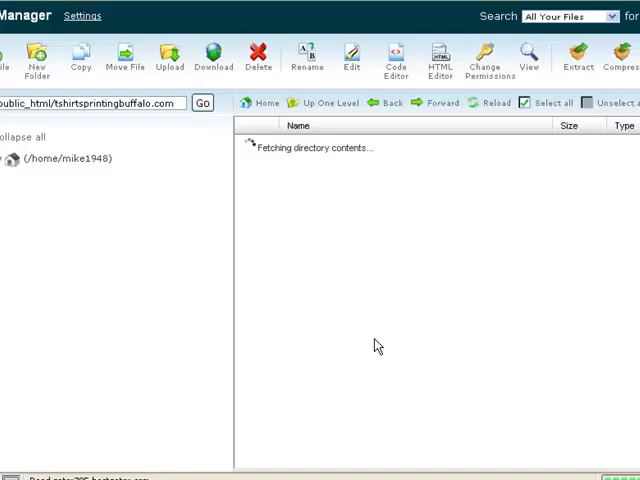 Manager Settings Search All Your Files for
New Folder Copy Move File Upload Download Delete Rename Edit Code Editor HTML Editor Change Permissions View Extract Compres
public_html/tshirtsprintingbuffalo.com Go Home Up One Level Back Forward Reload Select all Unselect a
Name Size Type
ollapse all
Fetching directory contents...
(/home/mike1948)